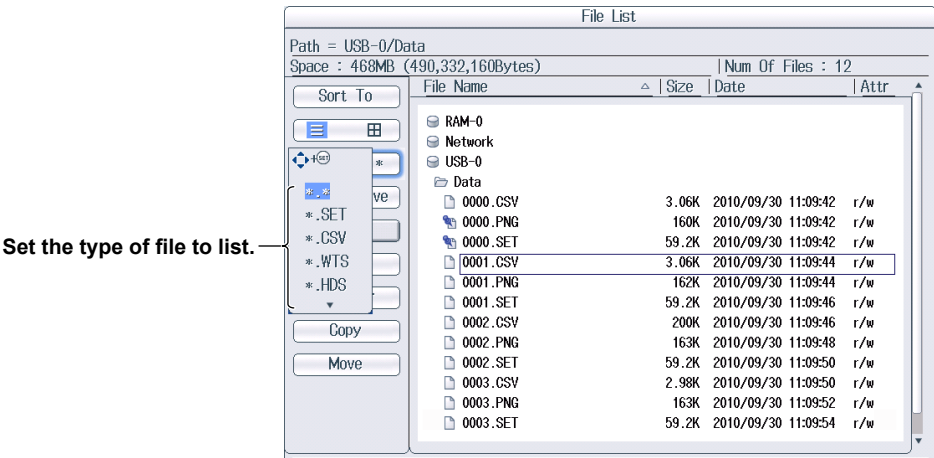 File List
Path = USB-0/Data
Space : 468MB (490,332,160Bytes) Num Of Files : 12
File Name Size Date Attr
Sort To
RAM-0
Network
USB-0
Data
+SET
*
*.*
ve
*.SET
*.CSV
*.WTS
*.HDS
Set the type of file to list.
Copy
Move
0000.CSV 3.06K 2010/09/30 11:09:42 r/w
0000.PNG 160K 2010/09/30 11:09:42 r/w
0000.SET 59.2K 2010/09/30 11:09:42 r/w
0001.CSV 3.06K 2010/09/30 11:09:44 r/w
0001.PNG 162K 2010/09/30 11:09:44 r/w
0001.SET 59.2K 2010/09/30 11:09:46 r/w
0002.CSV 200K 2010/09/30 11:09:46 r/w
0002.PNG 163K 2010/09/30 11:09:48 r/w
0002.SET 59.2K 2010/09/30 11:09:50 r/w
0003.CSV 2.98K 2010/09/30 11:09:50 r/w
0003.PNG 163K 2010/09/30 11:09:52 r/w
0003.SET 59.2K 2010/09/30 11:09:54 r/w